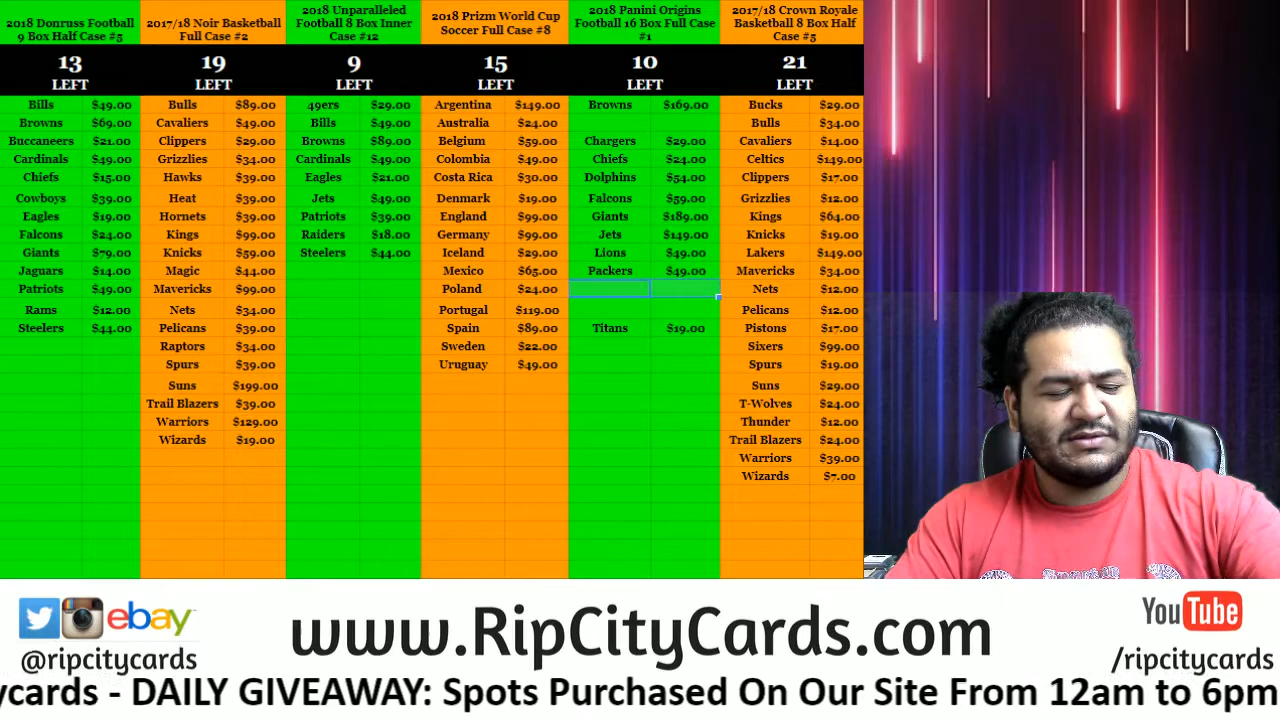 2018 Donruss Football
9 Box Half Case #5
13
LEFT
Bills $49.00
Browns $69.00
Buccaneers $21.00
Cardinals $49.00
Chiefs $15.00
Cowboys $39.00
Eagles $19.00
Falcons $24.00
Giants $79.00
Jaguars $14.00
Patriots $49.00
Rams $12.00
Steelers $44.00
2017/18 Noir Basketball
Full Case #2
19
LEFT
Bulls $89.00
Cavaliers $49.00
Clippers $29.00
Grizzlies $34.00
Hawks $39.00
Heat $39.00
Hornets $39.00
Kings $99.00
Knicks $59.00
Magic $44.00
Mavericks $99.00
Nets $34.00
Pelicans $39.00
Raptors $34.00
Spurs $39.00
Suns $199.00
Trail Blazers $39.00
Warriors $129.00
Wizards $19.00
2018 Unparalleled
Football 8 Box Inner
Case #12
9
LEFT
49ers $29.00
Bills $49.00
Browns $89.00
Cardinals $49.00
Eagles $21.00
Jets $49.00
Patriots $39.00
Raiders $18.00
Steelers $44.00
2018 Prizm World Cup
Soccer Full Case #8
15
LEFT
Argentina $149.00
Australia $24.00
Belgium $59.00
Colombia $49.00
Costa Rica $30.00
Denmark $19.00
England $99.00
Germany $99.00
Iceland $29.00
Mexico $65.00
Poland $24.00
Portugal $119.00
Spain $89.00
Sweden $22.00
Uruguay $49.00
2018 Panini Origins
Football 16 Box Full Case
#1
10
LEFT
Browns $169.00
Chargers $29.00
Chiefs $24.00
Dolphins $54.00
Falcons $59.00
Giants $189.00
Jets $149.00
Lions $49.00
Packers $49.00
Titans $19.00
2017/18 Crown Royale
Basketball 8 Box Half
Case #5
21
LEFT
Bucks $29.00
Bulls $34.00
Cavaliers $14.00
Celtics $149.00
Clippers $17.00
Grizzlies $12.00
Kings $64.00
Knicks $19.00
Lakers $149.00
Mavericks $34.00
Nets $12.00
Pelicans $12.00
Pistons $17.00
Sixers $99.00
Spurs $19.00
Suns $29.00
T-Wolves $24.00
Thunder $12.00
Trail Blazers $24.00
Warriors $39.00
Wizards $7.00
ebay
@ripcitycards
www.RipCityCards.com
YouTube
/ripcitycards
ycards - DAILY GIVEAWAY: Spots Purchased On Our Site From 12am to 6pm